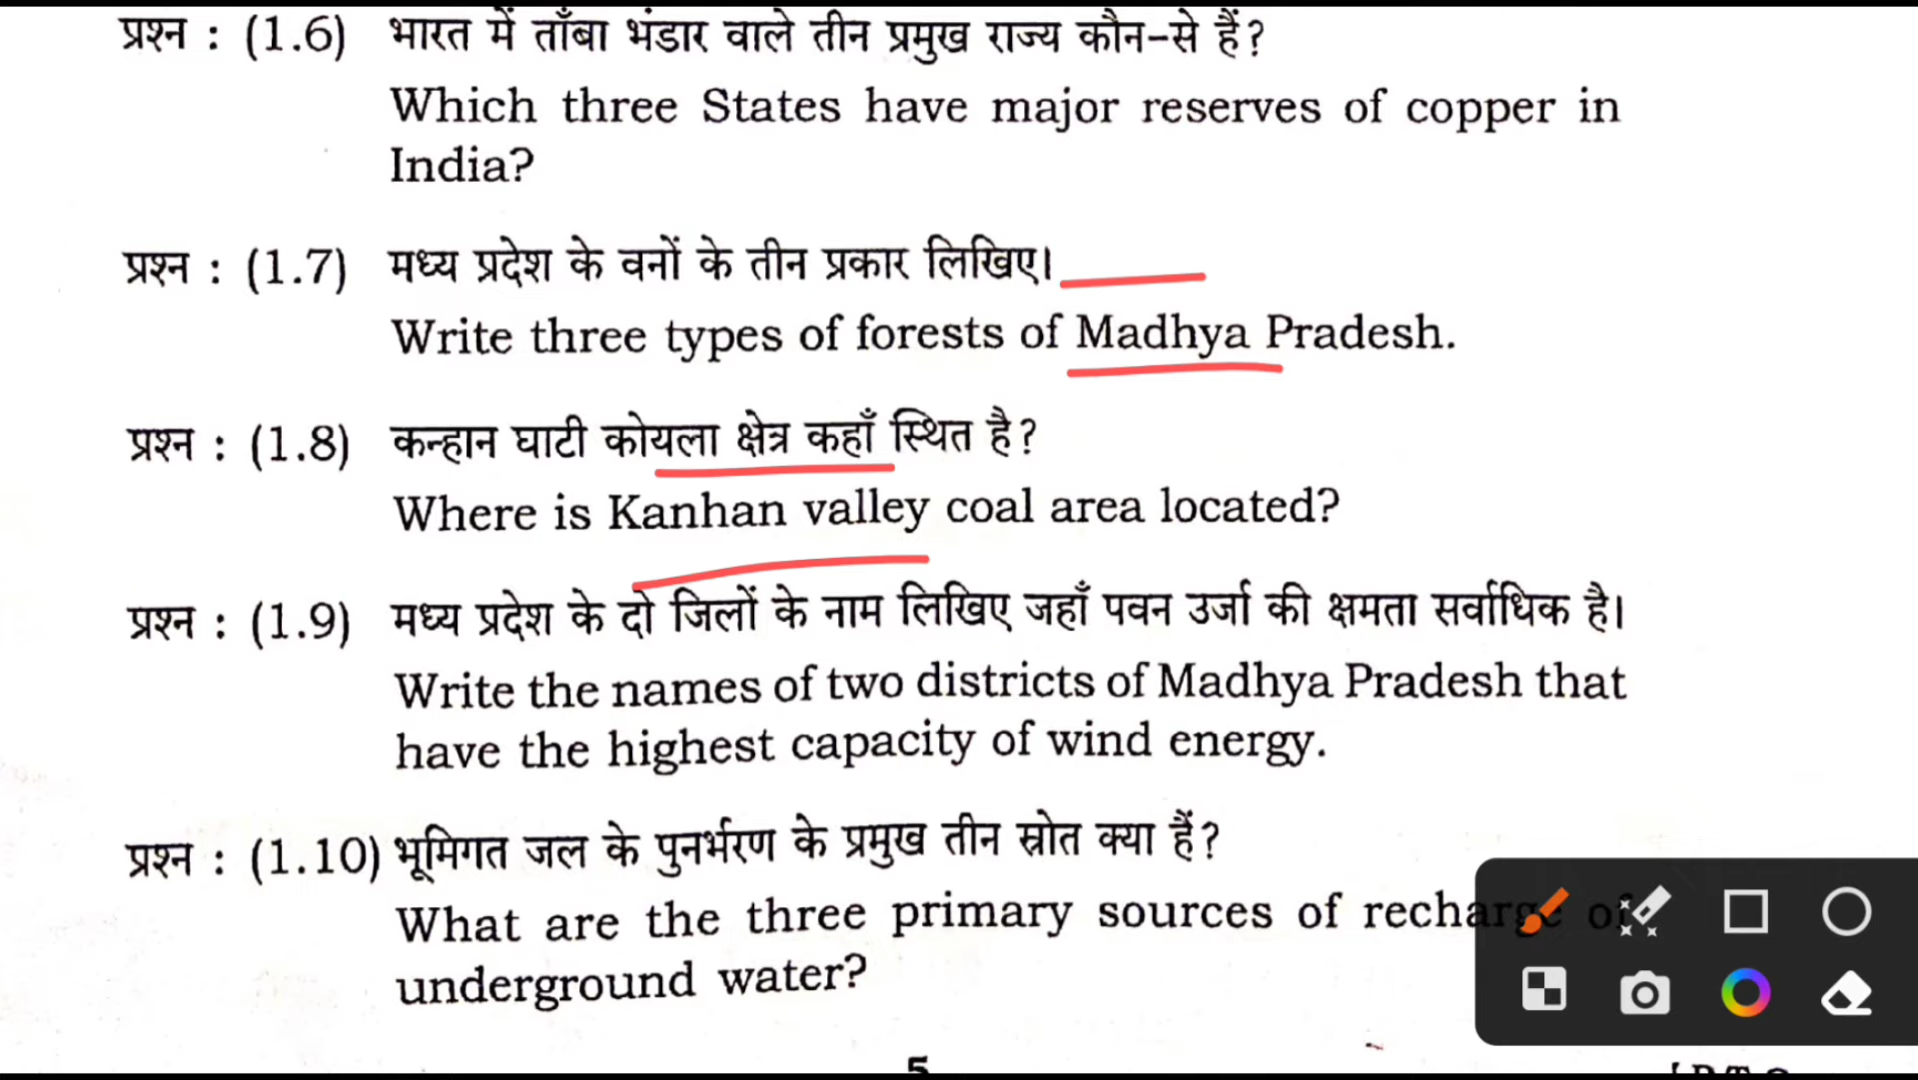 प्रश्न : (1.6) भारत में ताँबा भंडार वाले तीन प्रमुख राज्य कौन-से हैं?
Which three States have major reserves of copper in
India?
प्रश्न : (1.7) मध्य प्रदेश के वनों के तीन प्रकार लिखिए।
Write three types of forests of Madhya Pradesh.
प्रश्न : (1.8) कन्हान घाटी कोयला क्षेत्र कहाँ स्थित है?
Where is Kanhan valley coal area located?
प्रश्न : (1.9) मध्य प्रदेश के दो जिलों के नाम लिखिए जहाँ पवन उर्जा की क्षमता सर्वाधिक है।
Write the names of two districts of Madhya Pradesh that
have the highest capacity of wind energy.
प्रश्न : (1.10) भूमिगत जल के पुनर्भरण के प्रमुख तीन स्रोत क्या हैं?
What are the three primary sources of recharge of
underground water?
5